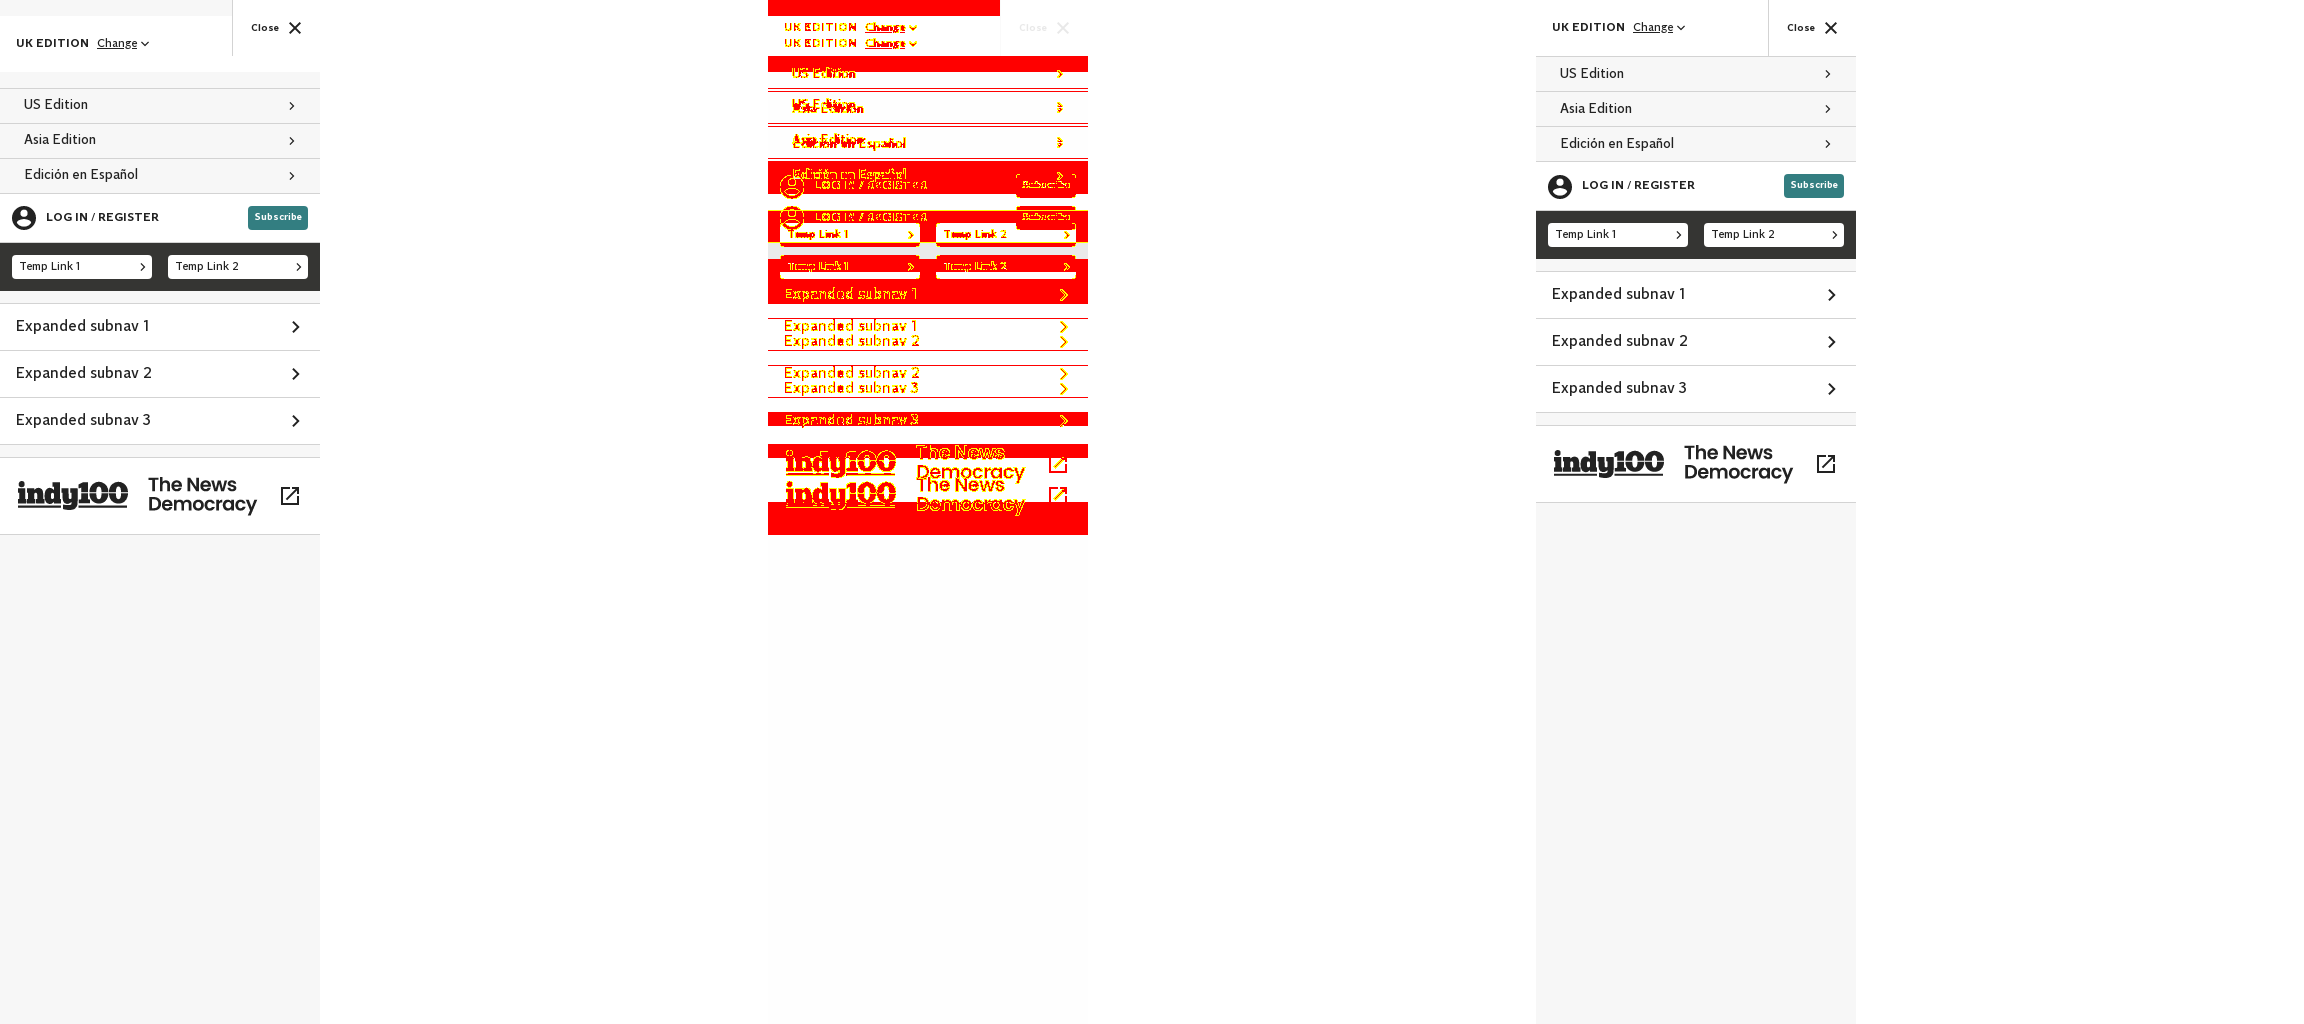 UK EDITION Change
Close
US Edition
Asia Edition
Edición en Español
LOG IN / REGISTER
Subscribe
Temp Link 1
Temp Link 2
Expanded subnav 1
Expanded subnav 2
Expanded subnav 3
indy100
The News
Democracy
UK EDITION Change
Close
UK EDITION Change
US Edition
US Edition
Asia Edition
Asia Edition
Edición en Español
Edición en Español
LOG IN / REGISTER
Subscribe
LOG IN / REGISTER
Subscribe
Temp Link 1
Temp Link 2
Temp Link 1
Temp Link 2
Expanded subnav 1
Expanded subnav 1
Expanded subnav 2
Expanded subnav 2
Expanded subnav 3
Expanded subnav 3
indy100
The News
Democracy
indy100
The News
Democracy
UK EDITION Change
Close
US Edition
Asia Edition
Edición en Español
LOG IN / REGISTER
Subscribe
Temp Link 1
Temp Link 2
Expanded subnav 1
Expanded subnav 2
Expanded subnav 3
indy100
The News
Democracy